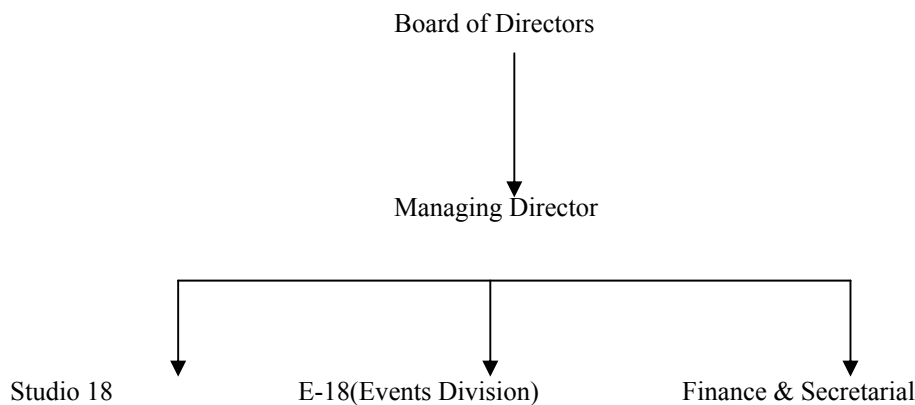 Board of Directors
Managing Director
Studio 18
E-18(Events Division)
Finance & Secretarial